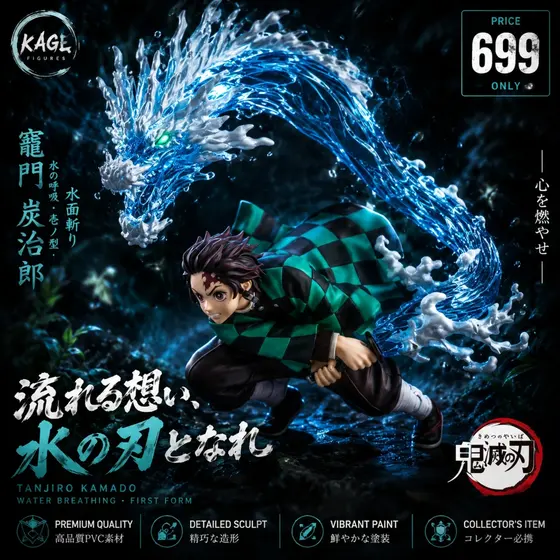 KAGE
FIGURES
PRICE
699
ONLY
竈門 炭治郎
水の呼吸・壱ノ型・
水面斬り
心を燃やせ
流れる想い、
水の刃となれ
TANJIRO KAMADO
WATER BREATHING • FIRST FORM
きめつのやいば
鬼滅の刃
PREMIUM QUALITY
高品質PVC素材
DETAILED SCULPT
精巧な造形
VIBRANT PAINT
鮮やかな塗装
COLLECTOR'S ITEM
コレクター必携